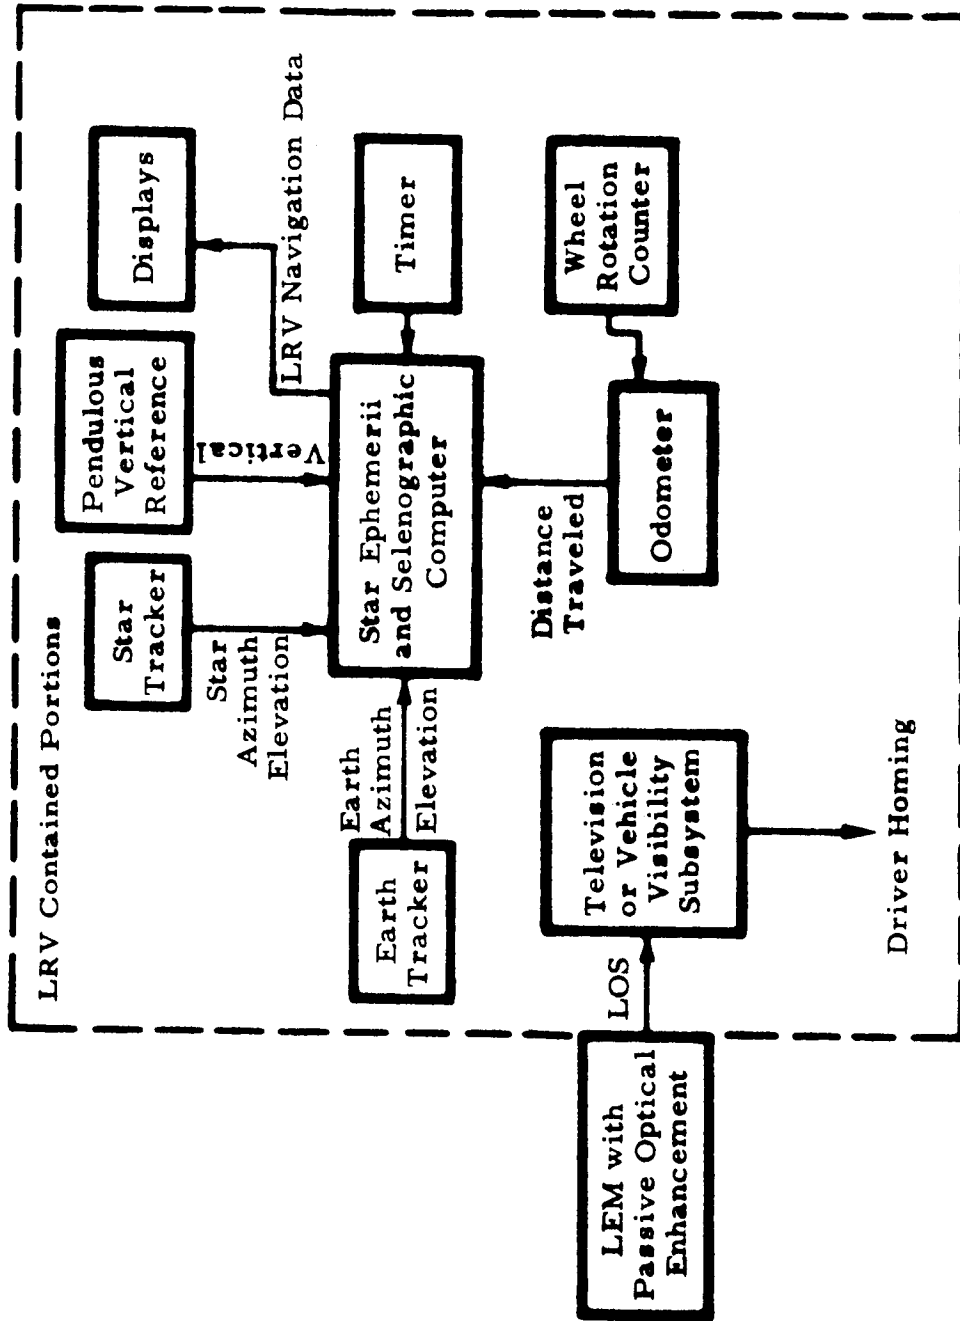 LRV Contained Portions
Star
Tracker
Pendulous
Vertical
Reference
Displays
Star
Azimuth
Elevation
Vertical
LRV Navigation Data
Earth
Tracker
Earth
Azimuth
Elevation
Star Ephemerii
and Selenographic
Computer
Timer
Distance
Traveled
LEM with
Passive Optical
Enhancement
LOS
Television
or Vehicle
Visibility
Subsystem
Odometer
Wheel
Rotation
Counter
Driver Homing